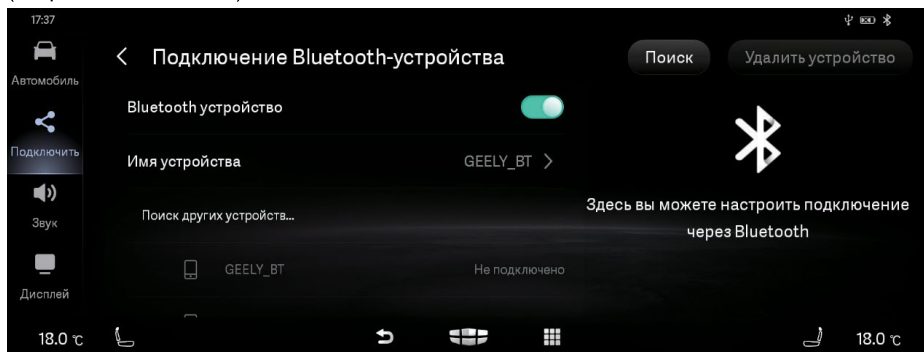 17:37
Автомобиль
Подключить
Звук
Дисплей
Подключение Bluetooth-устройства
Поиск
Удалить устройство
Bluetooth устройство
Имя устройства
GEELY_BT
Поиск других устройств...
GEELY_BT
Не подключено
Здесь вы можете настроить подключение
через Bluetooth
18.0 °C
18.0 °C